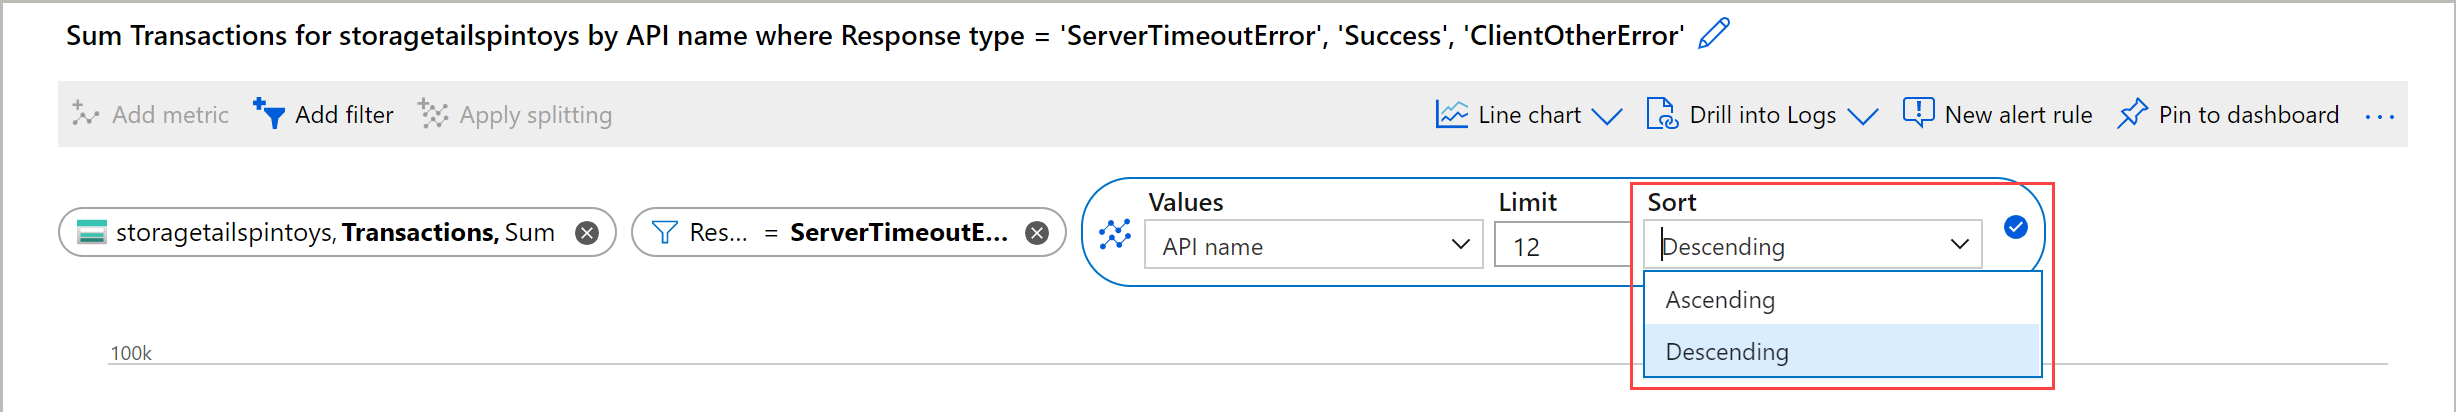 Sum Transactions for storagetailspintoys by API name where Response type = 'ServerTimeoutError', 'Success', 'ClientOtherError'
Add metric Add filter Apply splitting Line chart Drill into Logs New alert rule Pin to dashboard ...
Values Limit Sort
storagetailspintoys, Transactions, Sum Res... = ServerTimeoutE... API name 12 Descending
Ascending
Descending
100k